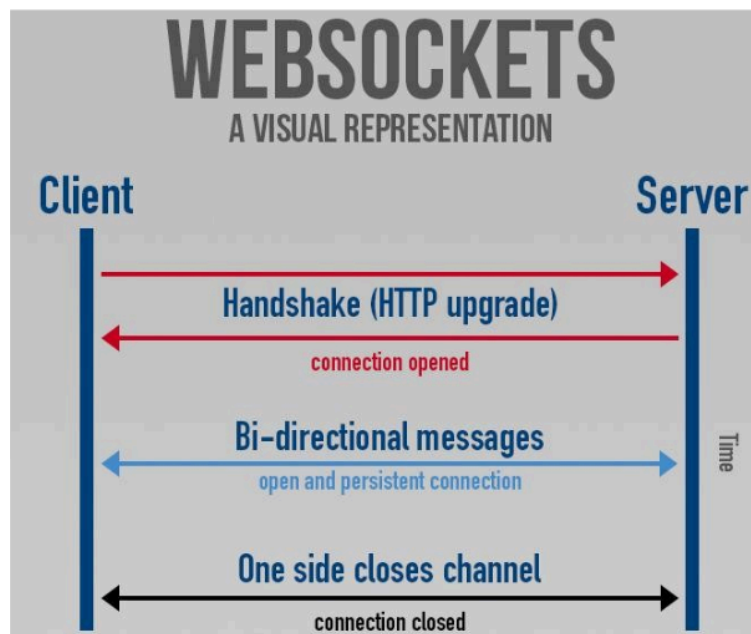 WEBSOCKETS
A VISUAL REPRESENTATION
Client
Server
Handshake (HTTP upgrade)
connection opened
Bi-directional messages
open and persistent connection
Time
One side closes channel
connection closed